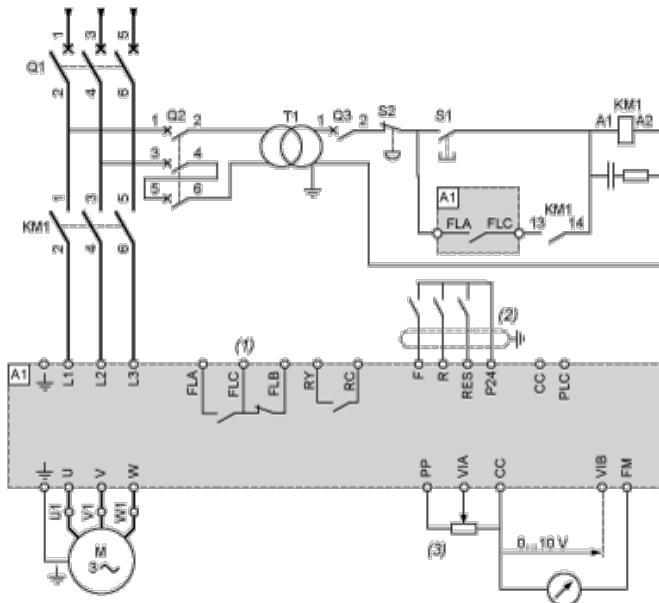 1 3 5
Q1
2 4 6
Q2
1 2
3 4
5 6
T1
1 Q3 2
S2
S1
KM1
A1 A2
A1
FLA FLC
KM1
13 14
1 3 5
KM1
2 4 6
(1)
(2)
A1
L1 L2 L3
FLA FLC FLB RY RC
F R RES P24
CC PLC
U V W
PP VIA CC VIB FM
U1 V1 W1
M
3
(3)
0...10 V